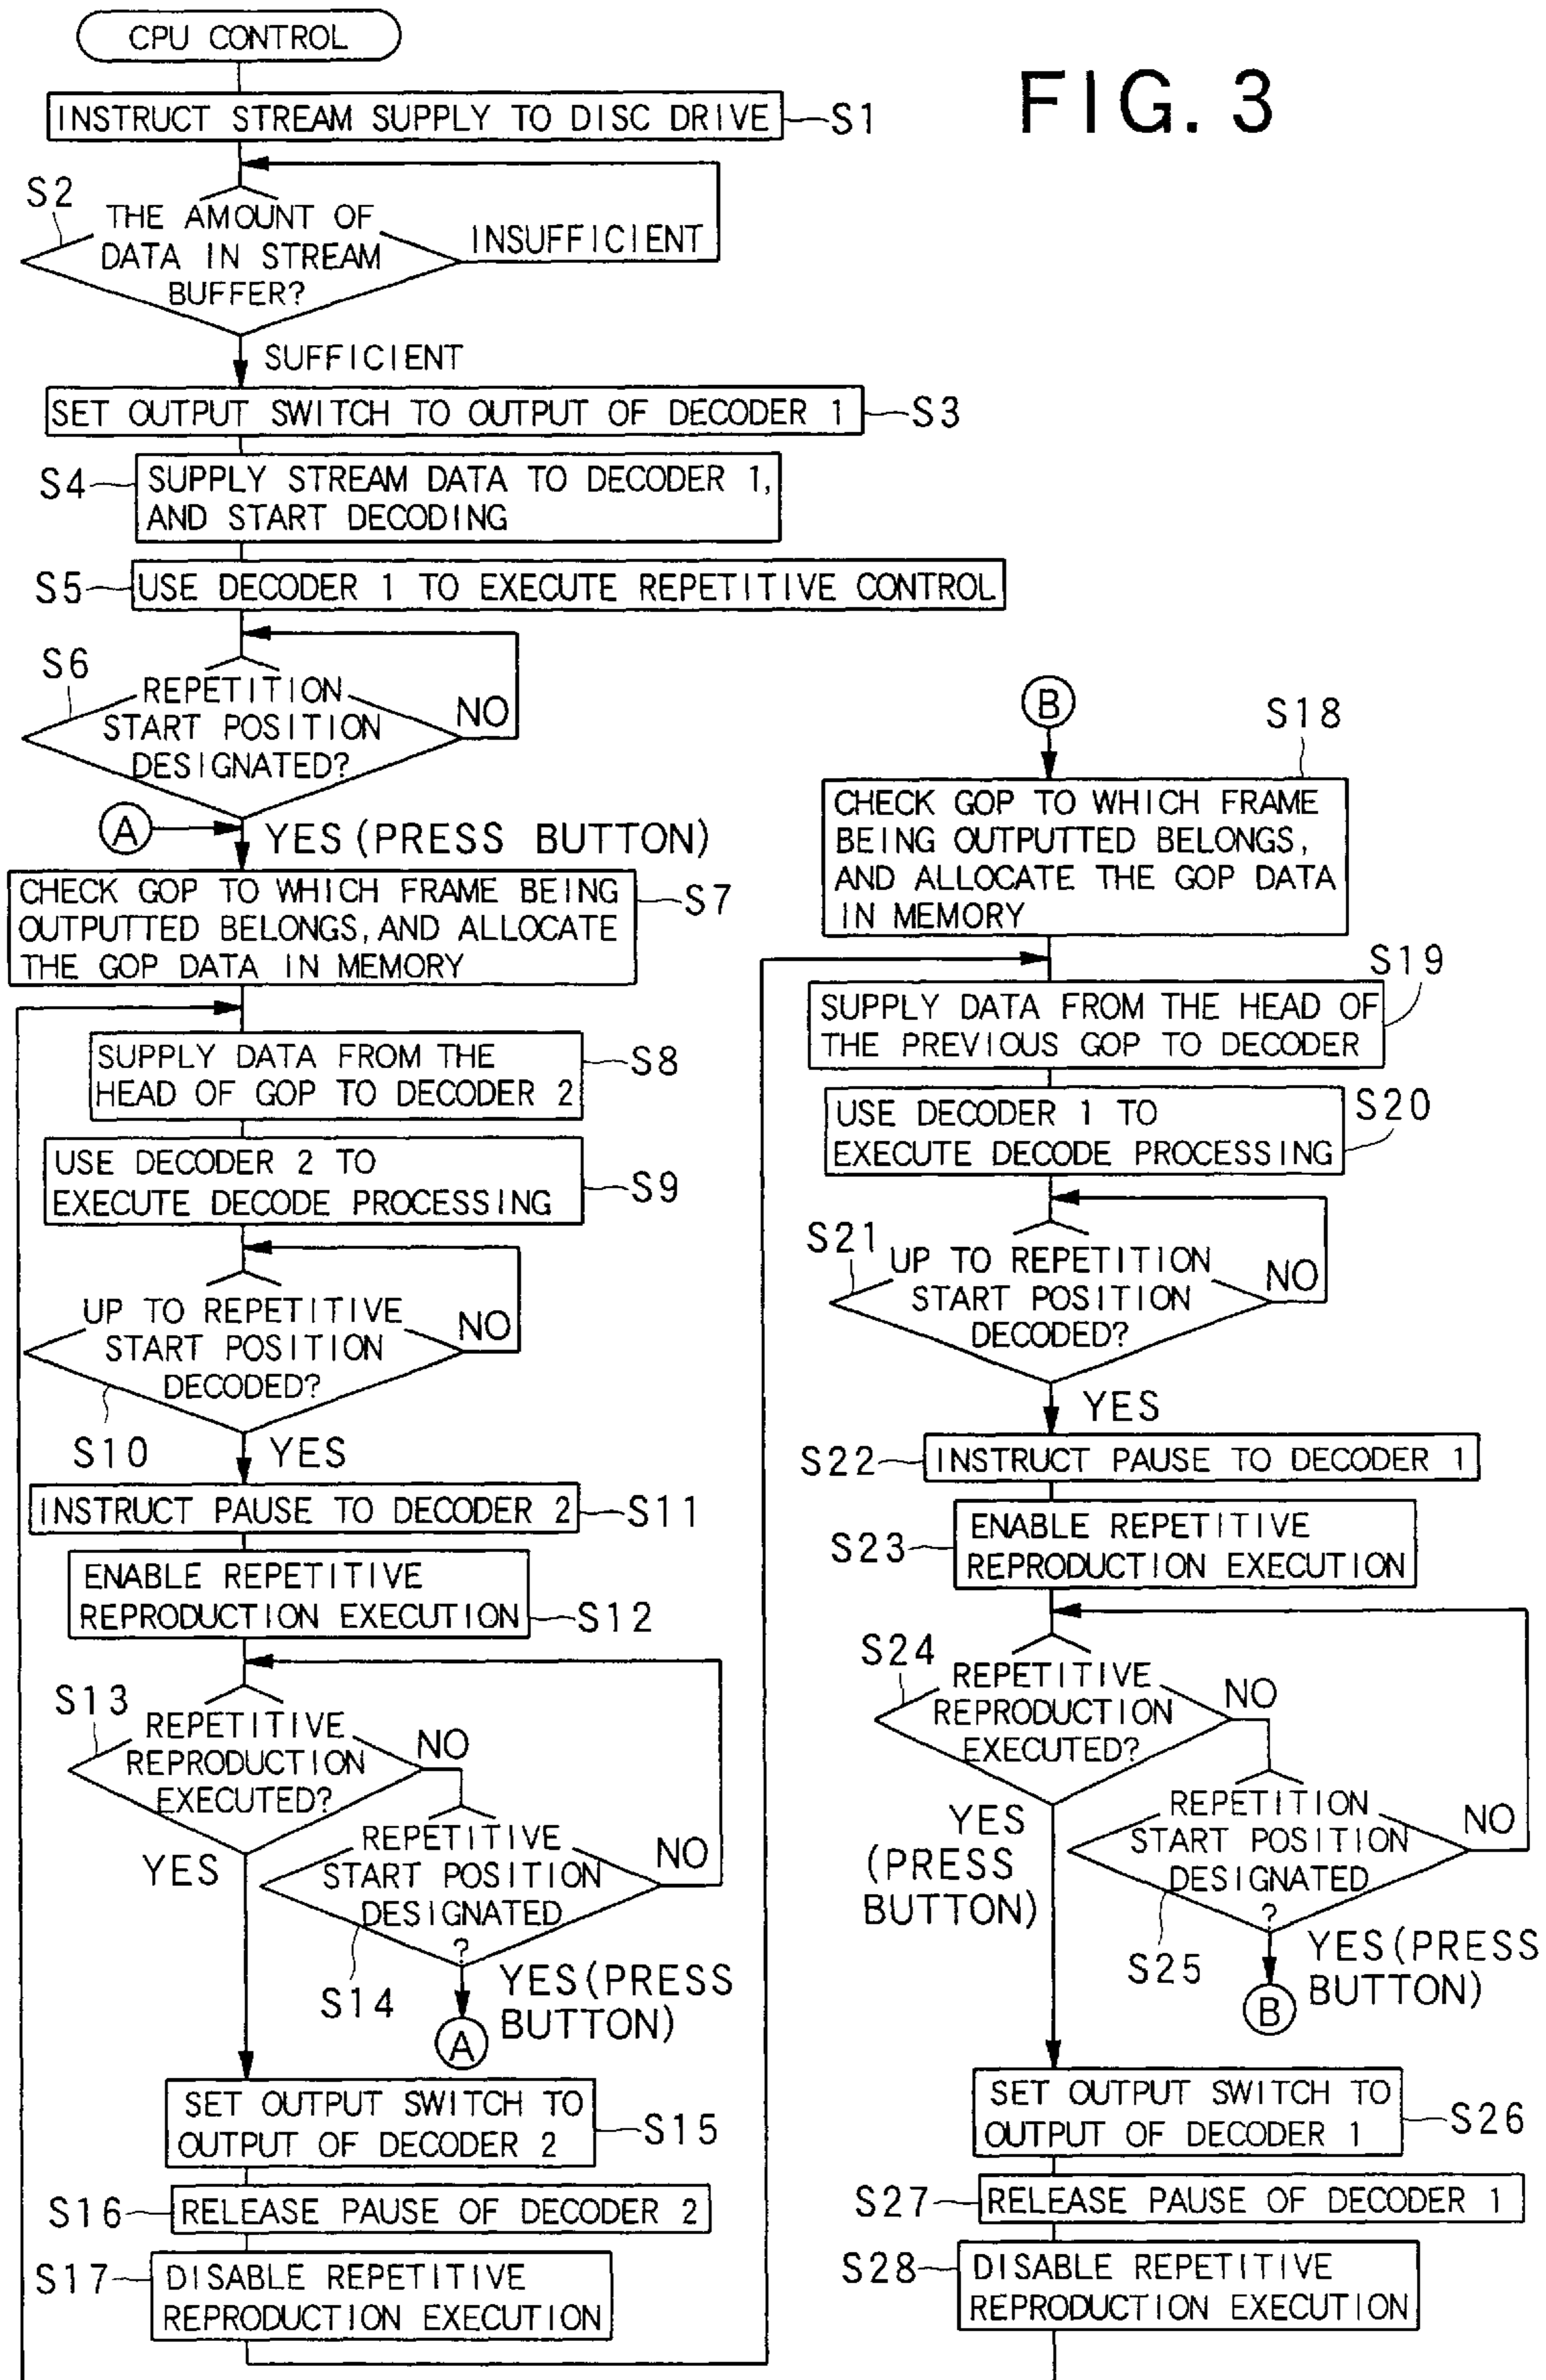 CPU CONTROL
FIG. 3
INSTRUCT STREAM SUPPLY TO DISC DRIVE
S1
S2
THE AMOUNT OF
DATA IN STREAM
BUFFER?
INSUFFICIENT
SUFFICIENT
SET OUTPUT SWITCH TO OUTPUT OF DECODER 1
S3
S4
SUPPLY STREAM DATA TO DECODER 1,
AND START DECODING
S5
USE DECODER 1 TO EXECUTE REPETITIVE CONTROL
S6
REPETITION
START POSITION
DESIGNATED?
NO
A
YES (PRESS BUTTON)
CHECK GOP TO WHICH FRAME BEING
OUTPUTTED BELONGS, AND ALLOCATE
THE GOP DATA IN MEMORY
S7
SUPPLY DATA FROM THE
HEAD OF GOP TO DECODER 2
S8
USE DECODER 2 TO
EXECUTE DECODE PROCESSING
S9
UP TO REPETITIVE
START POSITION
DECODED?
NO
S10
YES
INSTRUCT PAUSE TO DECODER 2
S11
ENABLE REPETITIVE
REPRODUCTION EXECUTION
S12
S13
REPETITIVE
REPRODUCTION
EXECUTED?
NO
YES
REPETITIVE
START POSITION
DESIGNATED
?
NO
S14
YES(PRESS
BUTTON)
A
SET OUTPUT SWITCH TO
OUTPUT OF DECODER 2
S15
S16
RELEASE PAUSE OF DECODER 2
S17
DISABLE REPETITIVE
REPRODUCTION EXECUTION
B
S18
CHECK GOP TO WHICH FRAME
BEING OUTPUTTED BELONGS,
AND ALLOCATE THE GOP DATA
IN MEMORY
S19
SUPPLY DATA FROM THE HEAD OF
THE PREVIOUS GOP TO DECODER
USE DECODER 1 TO
EXECUTE DECODE PROCESSING
S20
S21
UP TO REPETITION
START POSITION
DECODED?
NO
YES
S22
INSTRUCT PAUSE TO DECODER 1
S23
ENABLE REPETITIVE
REPRODUCTION EXECUTION
S24
REPETITIVE
REPRODUCTION
EXECUTED?
NO
YES
(PRESS
BUTTON)
REPETITION
START POSITION
DESIGNATED
?
NO
S25
YES(PRESS
BUTTON)
B
SET OUTPUT SWITCH TO
OUTPUT OF DECODER 1
S26
S27
RELEASE PAUSE OF DECODER 1
S28
DISABLE REPETITIVE
REPRODUCTION EXECUTION